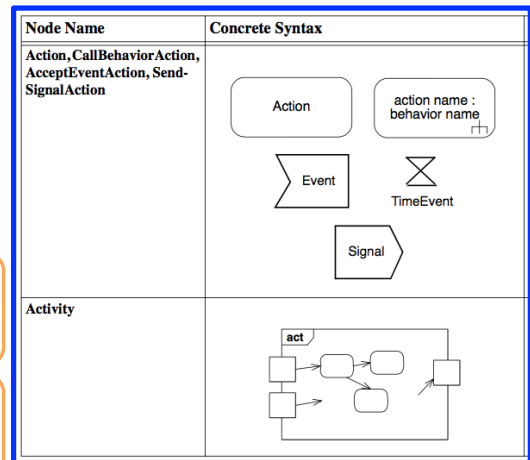 Node Name
Concrete Syntax
Action, CallBehaviorAction,
AcceptEventAction, Send-
SignalAction
Action
action name :
behavior name
Event
TimeEvent
Signal
Activity
act